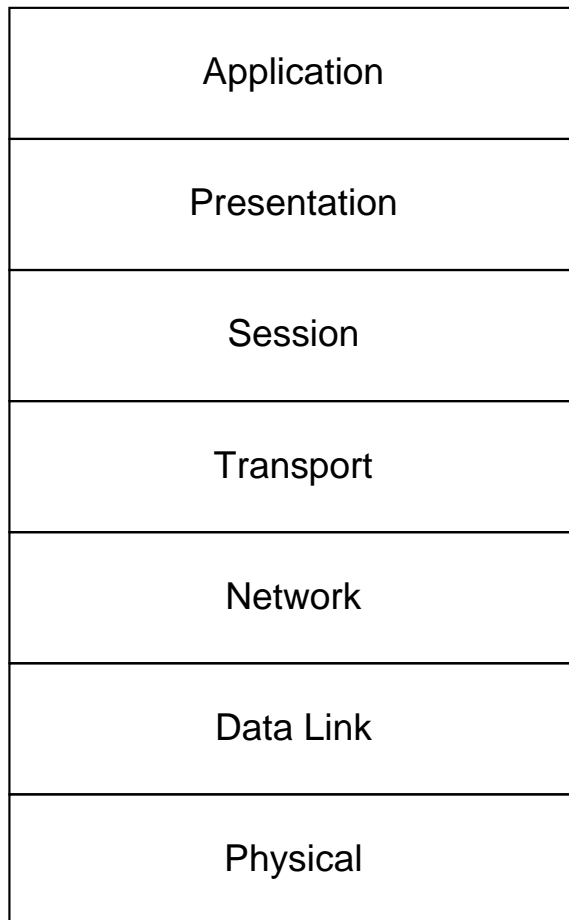 Application
Presentation
Session
Transport
Network
Data Link
Physical